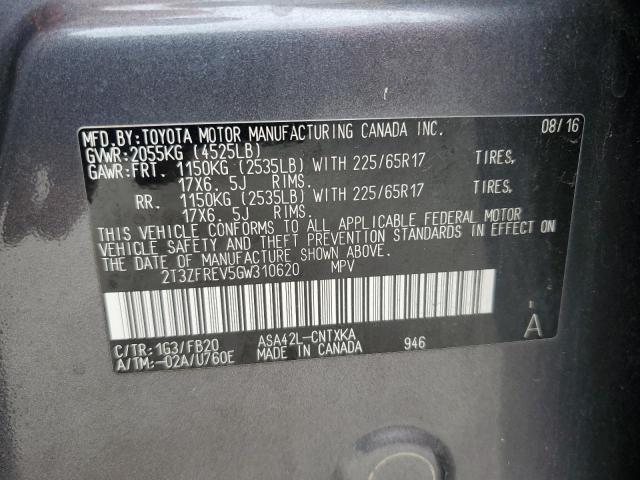 MFD.BY:TOYOTA MOTOR MANUFACTURING CANADA INC. 08/16
GVWR:2055KG (4525LB)
GAWR:FRT. 1150KG (2535LB) WITH 225/65R17 TIRES,
17X6. 5J RIMS.
RR. 1150KG (2535LB) WITH 225/65R17 TIRES,
17X6. 5J RIMS.
THIS VEHICLE CONFORMS TO ALL APPLICABLE FEDERAL MOTOR
VEHICLE SAFETY AND THEFT PREVENTION STANDARDS IN EFFECT ON
THE DATE OF MANUFACTURE SHOWN ABOVE.
2T3ZFREV5GW310620 MPV
C/TR:1G3/FB20 ASA42L-CNTXKA 946 A
A/TM:-02A/U760E MADE IN CANADA